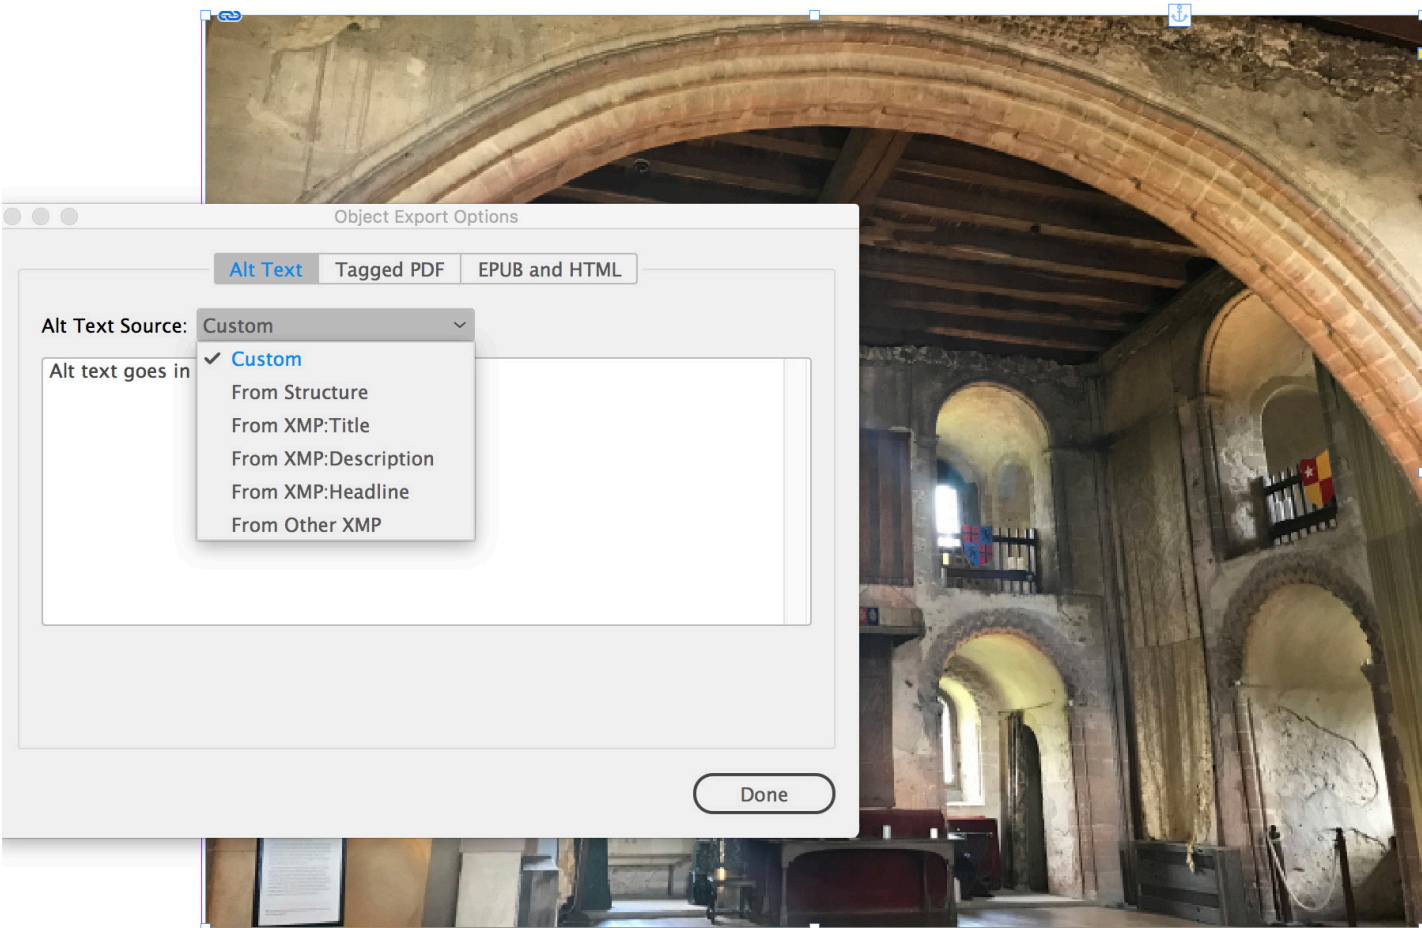 Object Export Options
Alt Text
Tagged PDF
EPUB and HTML
Alt Text Source:
Custom
Custom
From Structure
From XMP:Title
From XMP:Description
From XMP:Headline
From Other XMP
Alt text goes in
Done